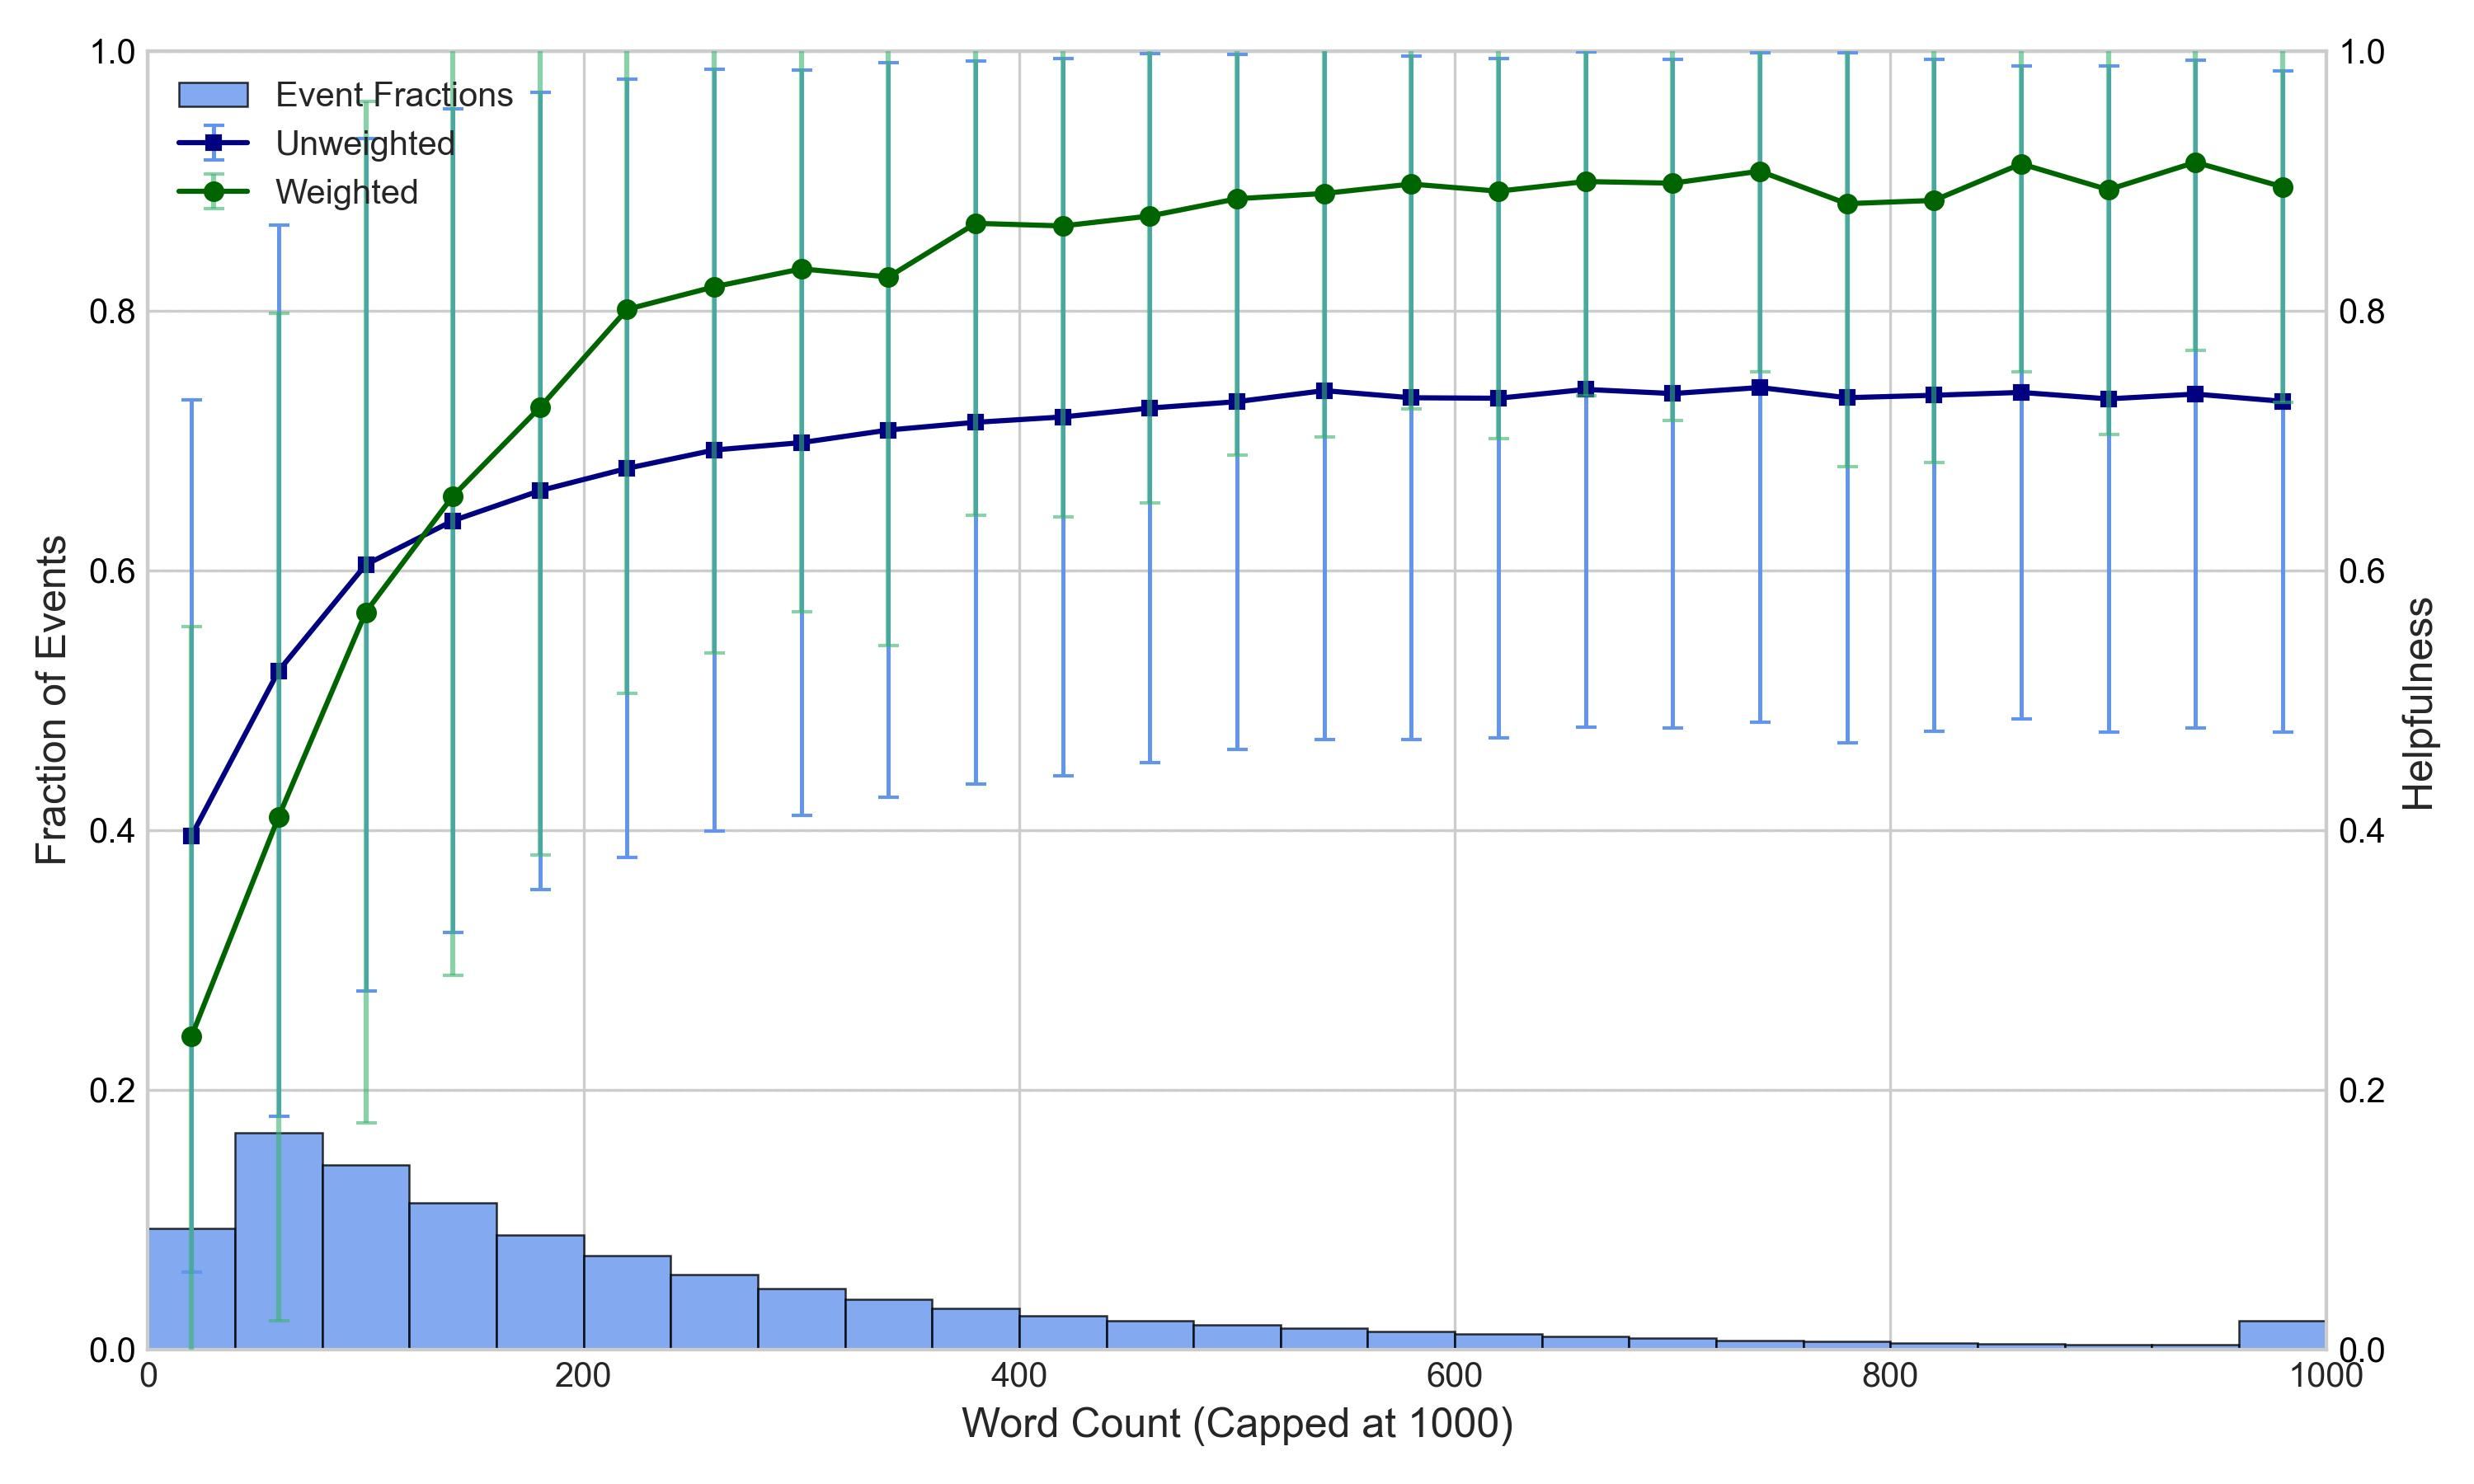 1.0
0.8
0.6
0.4
0.2
0.0
Fraction of Events
Event Fractions
Unweighted
Weighted
1.0
0.8
0.6
0.4
0.2
0.0
Helpfulness
0 200 400 600 800 1000
Word Count (Capped at 1000)